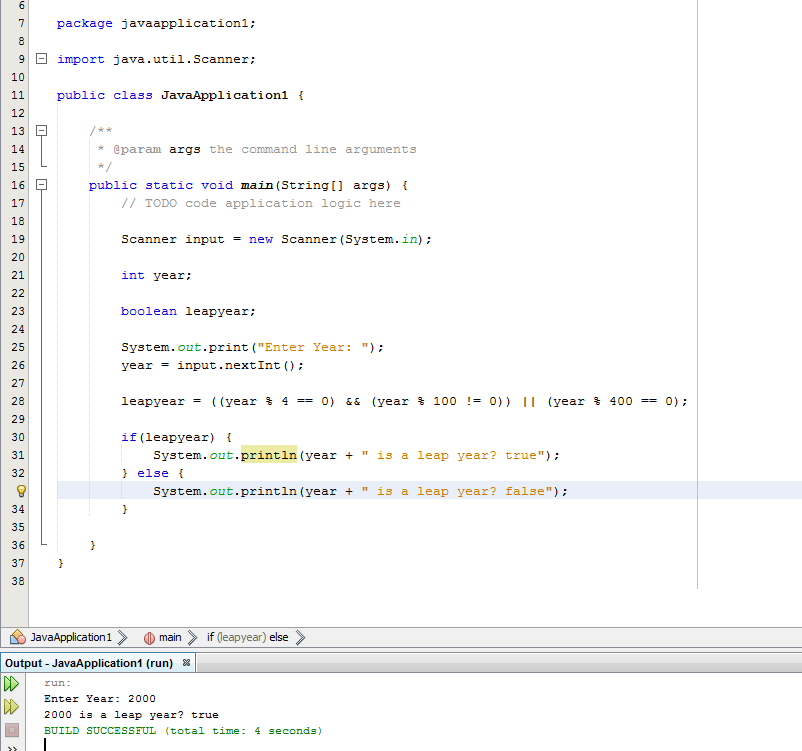 6
7 package javaapplication1;
8
9 import java.util.Scanner;
10
11 public class JavaApplication1 {
12
13 /**
14 * @param args the command line arguments
15 */
16 public static void main(String[] args) {
17 // TODO code application logic here
18
19 Scanner input = new Scanner(System.in);
20
21 int year;
22
23 boolean leapyear;
24
25 System.out.print("Enter Year: ");
26 year = input.nextInt();
27
28 leapyear = ((year % 4 == 0) && (year % 100 != 0)) || (year % 400 == 0);
29
30 if(leapyear) {
31 System.out.println(year + " is a leap year? true");
32 } else {
System.out.println(year + " is a leap year? false");
34 }
35
36 }
37 }
38
JavaApplication1 main if (leapyear) else
Output - JavaApplication1 (run)
run:
Enter Year: 2000
2000 is a leap year? true
BUILD SUCCESSFUL (total time: 4 seconds)